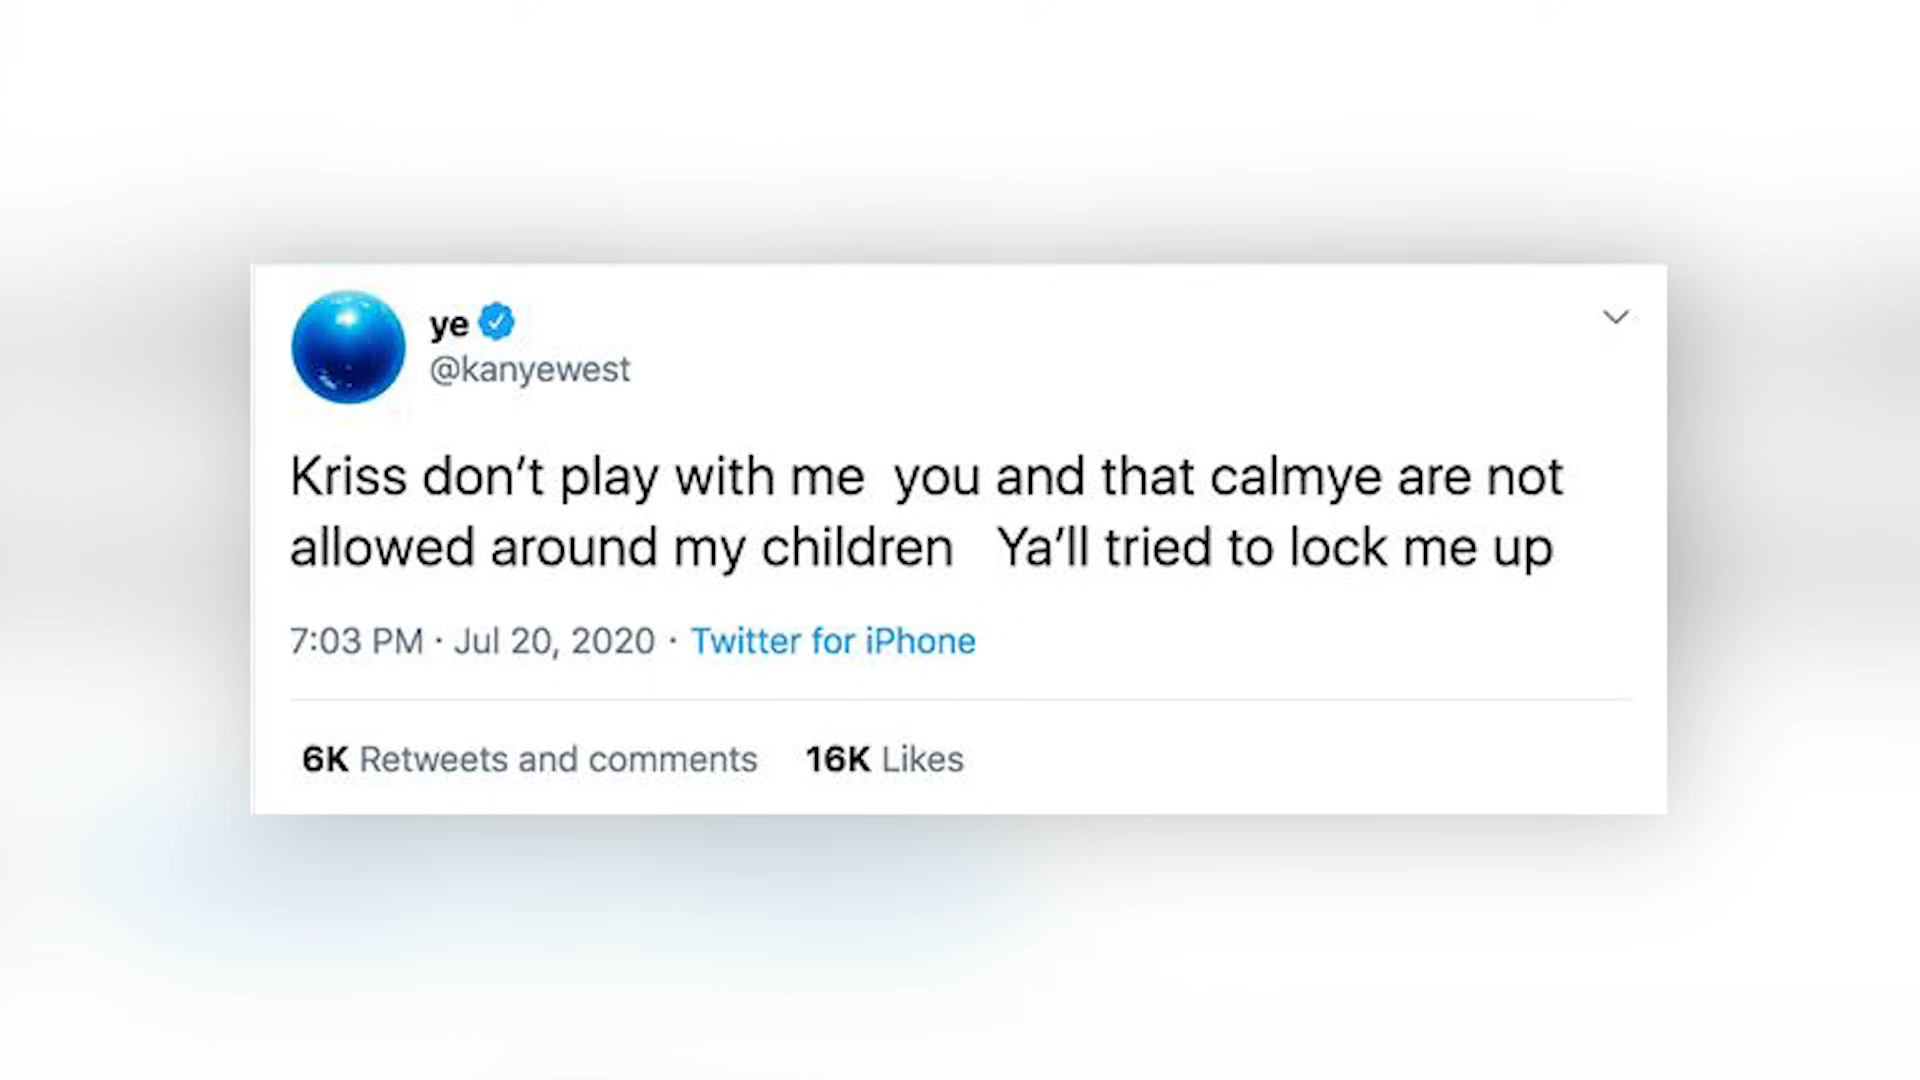 ye
@kanyewest
Kriss don’t play with me  you and that calmye are not
allowed around my children   Ya’ll tried to lock me up
7:03 PM · Jul 20, 2020 · Twitter for iPhone
6K Retweets and comments   16K Likes